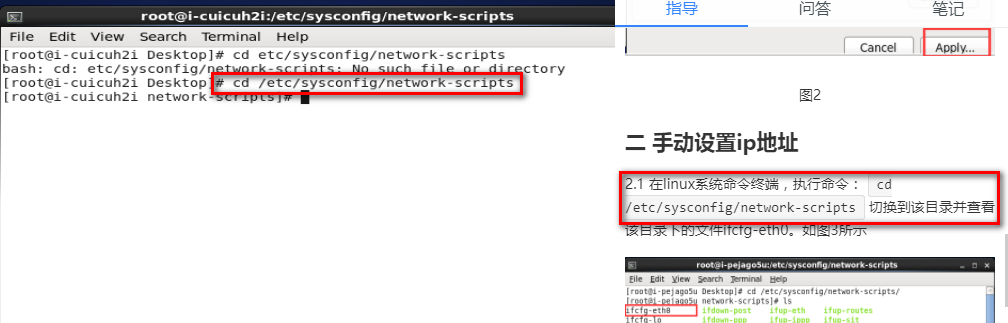 root@i-cuicuh2i:/etc/sysconfig/network-scripts
File Edit View Search Terminal Help
[root@i-cuicuh2i Desktop]# cd etc/sysconfig/network-scripts
bash: cd: etc/sysconfig/network-scripts: No such file or directory
[root@i-cuicuh2i Desktop]# cd /etc/sysconfig/network-scripts
[root@i-cuicuh2i network-scripts]#
指导 问答 笔记
Cancel Apply...
图2
二 手动设置ip地址
2.1 在linux系统命令终端，执行命令： cd
/etc/sysconfig/network-scripts 切换到该目录并查看
该目录下的文件ifcfg-eth0。如图3所示
root@i-pejago5u:/etc/sysconfig/network-scripts
File Edit View Search Terminal Help
[root@i-pejago5u Desktop]# cd /etc/sysconfig/network-scripts/
[root@i-pejago5u network-scripts]# ls
ifcfg-eth0 ifdown-post ifup-eth ifup-routes
ifcfg-lo ifdown-ppp ifup-ippp ifup-sit